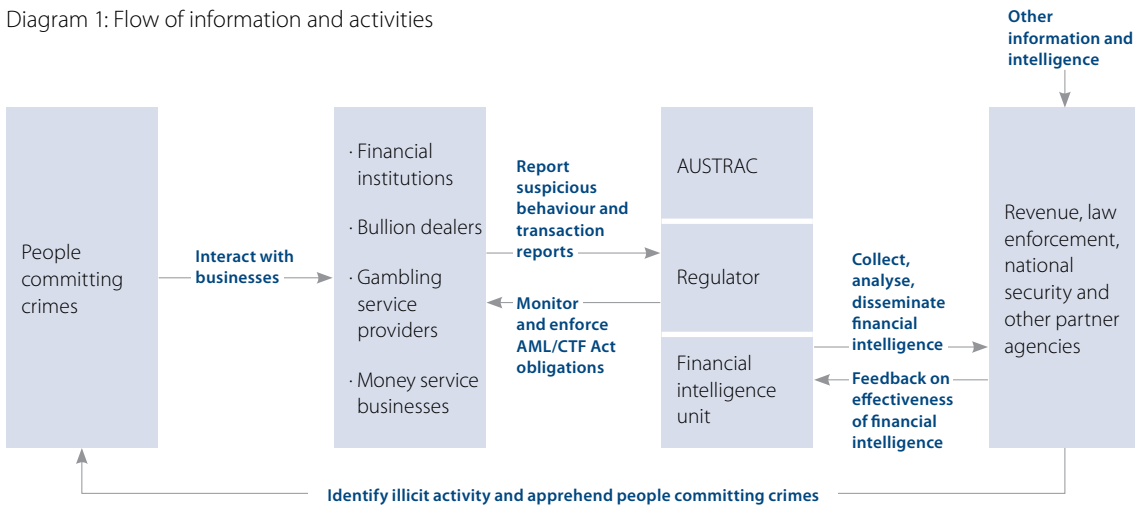 Diagram 1: Flow of information and activities
Other
information and
intelligence
People
committing
crimes
Interact with
businesses
· Financial
institutions
· Bullion dealers
· Gambling
service
providers
· Money service
businesses
Report
suspicious
behaviour and
transaction
reports
Monitor
and enforce
AML/CTF Act
obligations
AUSTRAC
Regulator
Financial
intelligence
unit
Collect,
analyse,
disseminate
financial
intelligence
Feedback on
effectiveness
of financial
intelligence
Revenue, law
enforcement,
national
security and
other partner
agencies
Identify illicit activity and apprehend people committing crimes